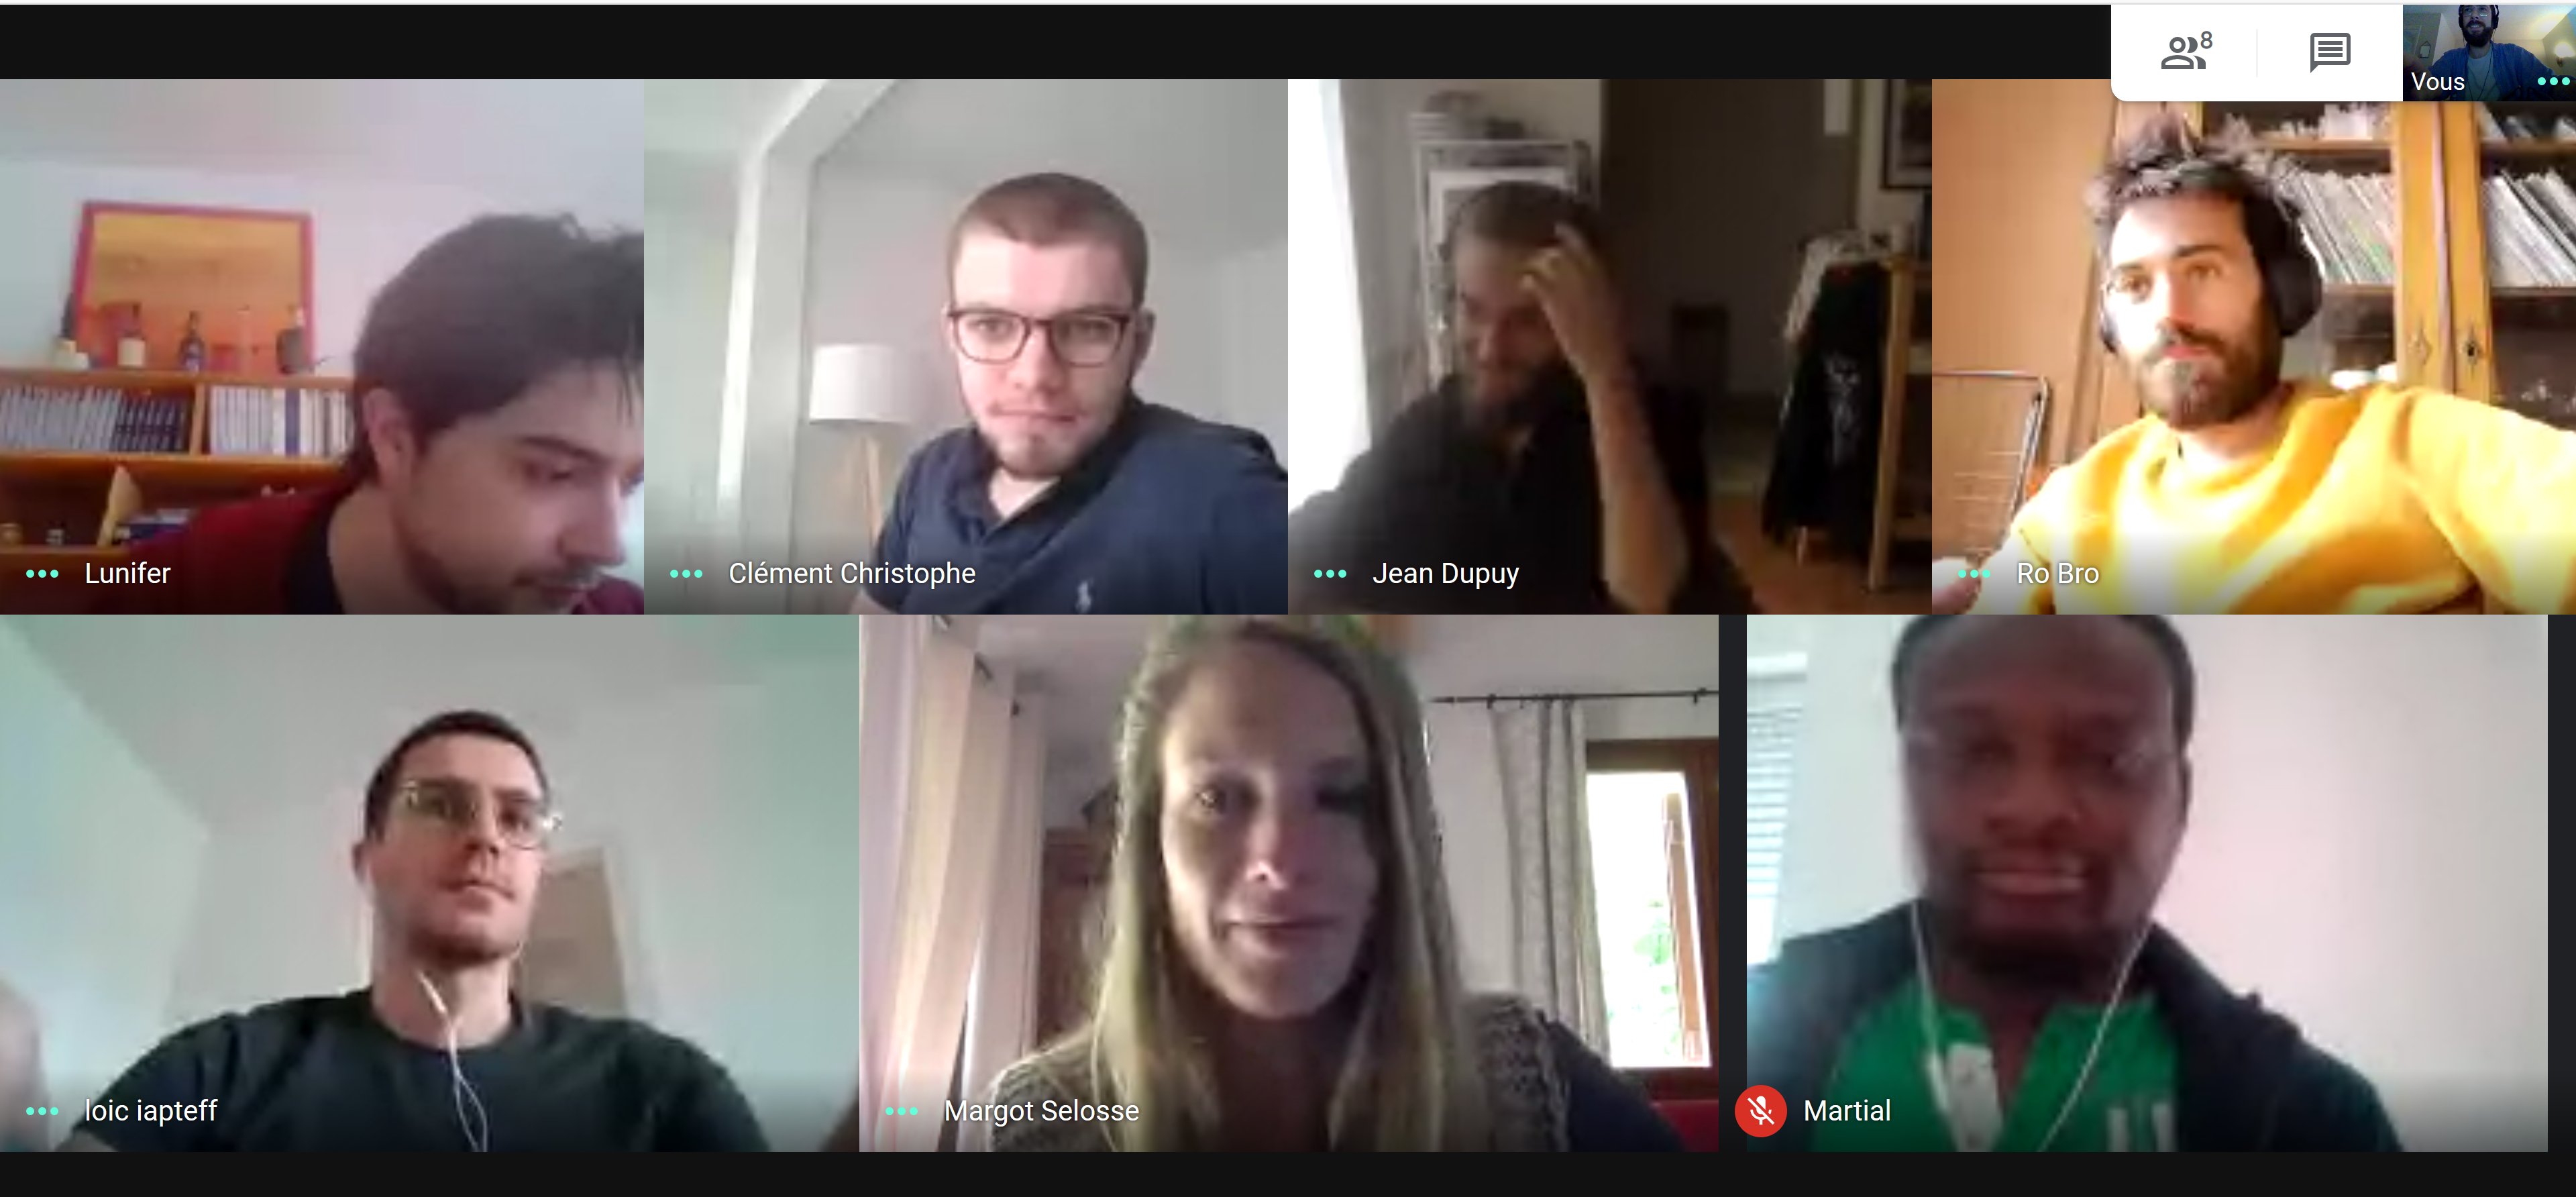 8
Vous
Lunifer
Clément Christophe
Jean Dupuy
Ro Bro
loic iapteff
Margot Selosse
Martial